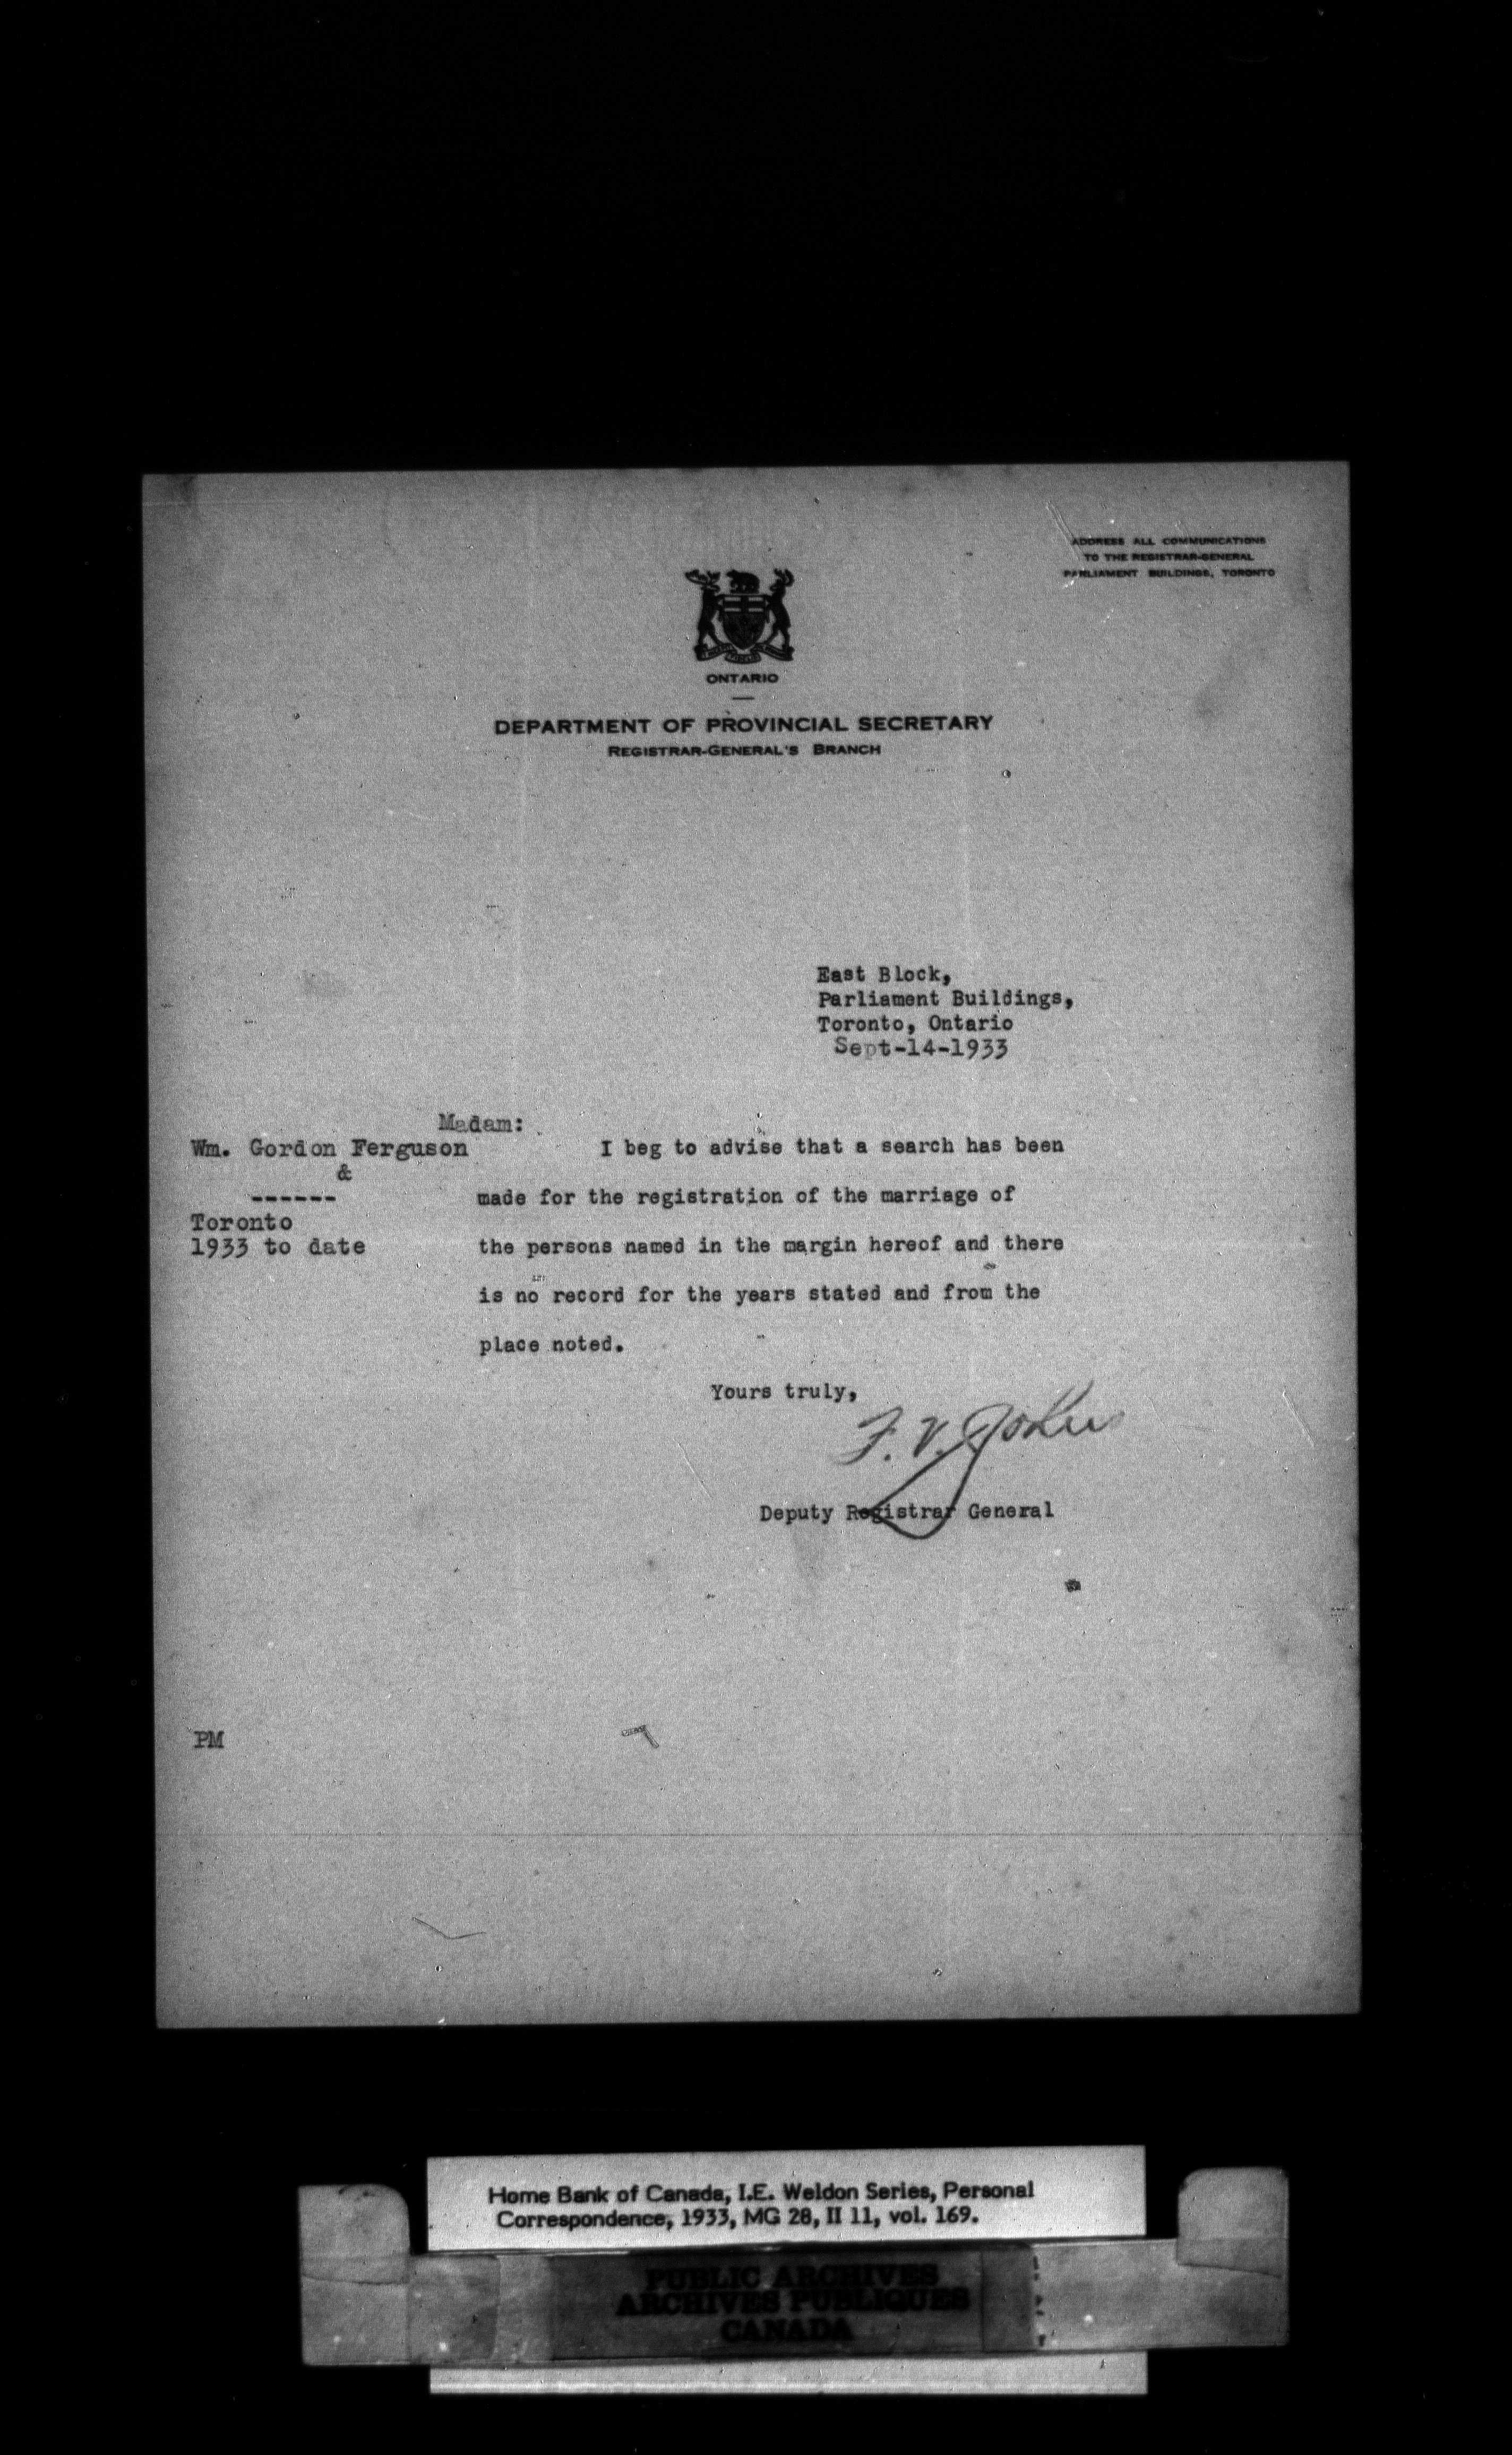 ADDRESS ALL COMMUNICATIONS
TO THE REGISTRAR-GENERAL
PARLIAMENT BUILDINGS, TORONTO
ONTARIO
DEPARTMENT OF PROVINCIAL SECRETARY
REGISTRAR-GENERAL'S BRANCH
East Block,
Parliament Buildings,
Toronto, Ontario
Sept-14-1933
Madam:
Wm. Gordon Ferguson
&
------
Toronto
1933 to date
I beg to advise that a search has been
made for the registration of the marriage of
the persons named in the margin hereof and there
is no record for the years stated and from the
place noted.
Yours truly,
F. V.
Deputy Registrar General
PM
Home Bank of Canada, I.E. Weldon Series, Personal
Correspondence, 1933, MG 28, II 11, vol. 169.
PUBLIC ARCHIVES
ARCHIVES PUBLIQUES
CANADA